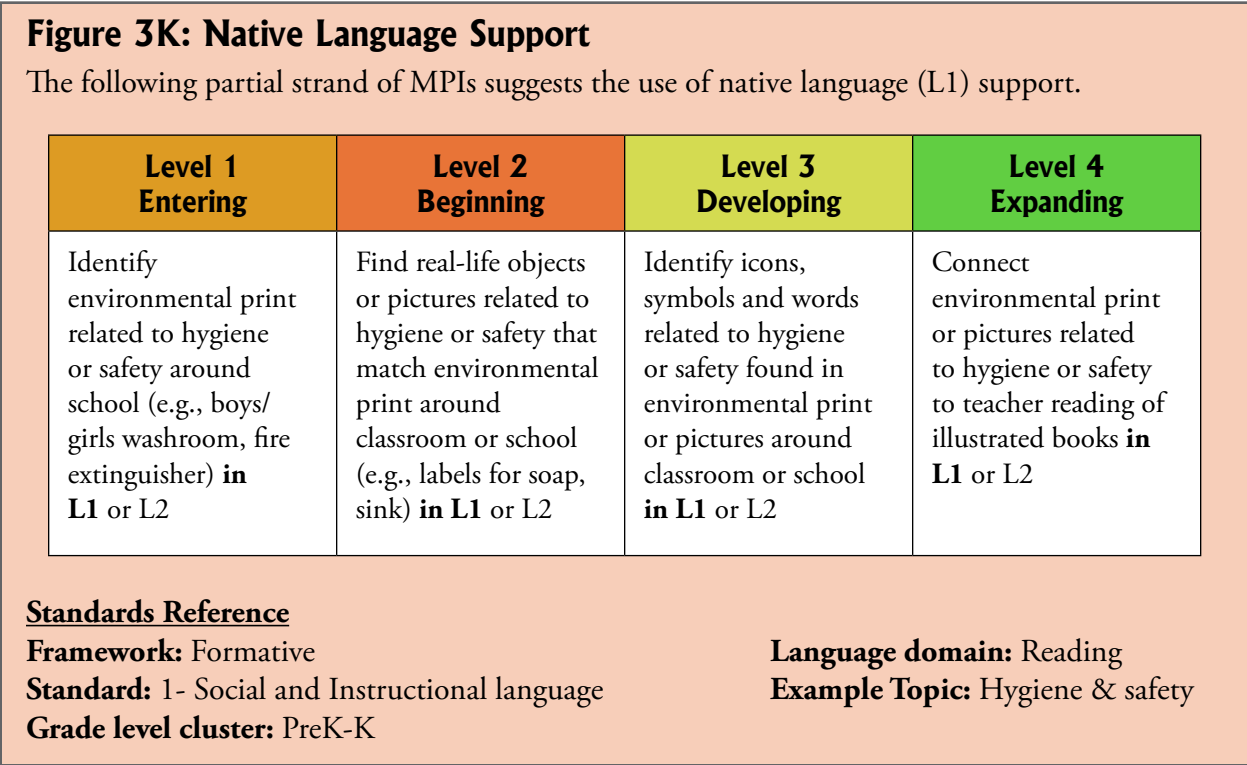 Figure 3K: Native Language Support
The following partial strand of MPIs suggests the use of native language (L1) support.
Level 1
Entering
Level 2
Beginning
Level 3
Developing
Level 4
Expanding
Identify
environmental print
related to hygiene
or safety around
school (e.g., boys/
girls washroom, fire
extinguisher) in
L1 or L2
Find real-life objects
or pictures related to
hygiene or safety that
match environmental
print around
classroom or school
(e.g., labels for soap,
sink) in L1 or L2
Identify icons,
symbols and words
related to hygiene
or safety found in
environmental print
or pictures around
classroom or school
in L1 or L2
Connect
environmental print
or pictures related
to hygiene or safety
to teacher reading of
illustrated books in
L1 or L2
Standards Reference
Framework: Formative
Standard: 1- Social and Instructional language
Grade level cluster: PreK-K
Language domain: Reading
Example Topic: Hygiene & safety